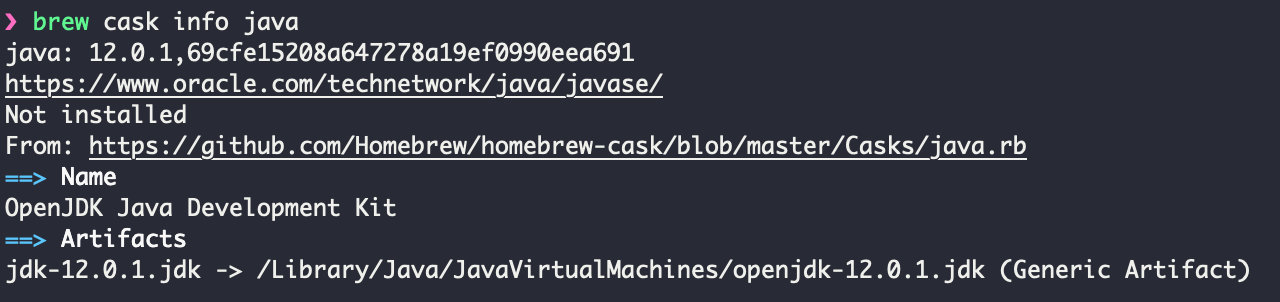 ❯ brew cask info java
java: 12.0.1,69cfe15208a647278a19ef0990eea691
https://www.oracle.com/technetwork/java/javase/
Not installed
From: https://github.com/Homebrew/homebrew-cask/blob/master/Casks/java.rb
==> Name
OpenJDK Java Development Kit
==> Artifacts
jdk-12.0.1.jdk -> /Library/Java/JavaVirtualMachines/openjdk-12.0.1.jdk (Generic Artifact)